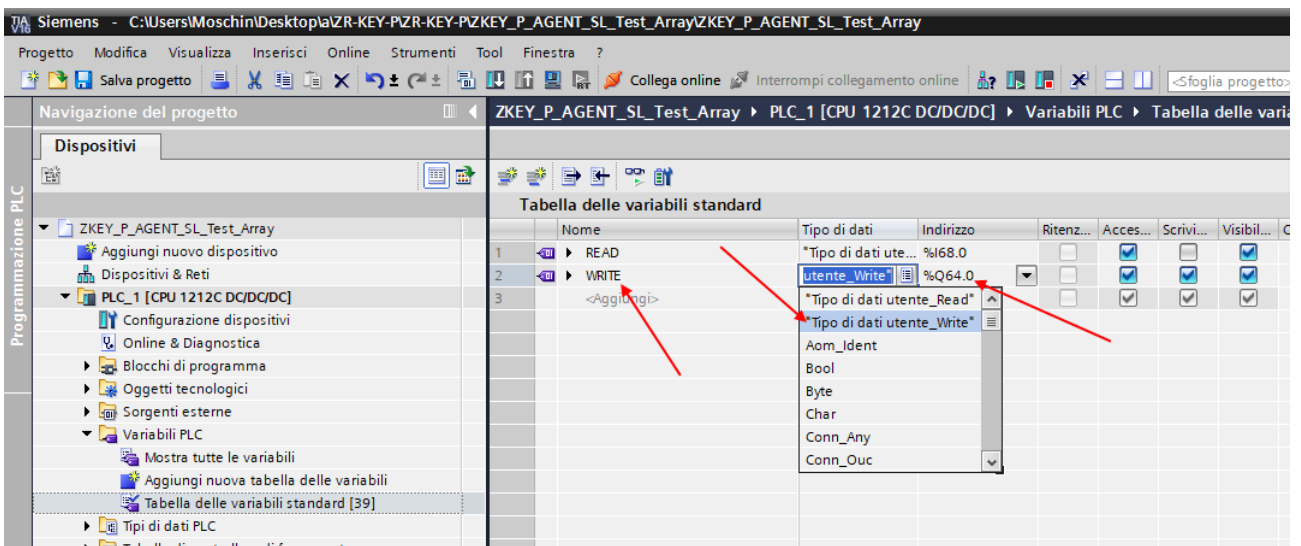 TIA V16 Siemens - C:\Users\Moschin\Desktop\a\ZR-KEY-P\ZR-KEY-P\ZKEY_P_AGENT_SL_Test_Array\ZKEY_P_AGENT_SL_Test_Array
Progetto Modifica Visualizza Inserisci Online Strumenti Tool Finestra ?
Salva progetto Collega online Interrompi collegamento online <Sfoglia progetto>
Navigazione del progetto ZKEY_P_AGENT_SL_Test_Array PLC_1 [CPU 1212C DC/DC/DC] Variabili PLC Tabella delle varia
Dispositivi
Programmazione PLC
Tabella delle variabili standard
Nome Tipo di dati Indirizzo Ritenz... Acces... Scrivi... Visibil... C
1 READ "Tipo di dati ute... %I68.0
2 WRITE utente_Write" %Q64.0
3 <Aggiungi>
"Tipo di dati utente_Read"
"Tipo di dati utente_Write"
Aom_Ident
Bool
Byte
Char
Conn_Any
Conn_Ouc
ZKEY_P_AGENT_SL_Test_Array
Aggiungi nuovo dispositivo
Dispositivi & Reti
PLC_1 [CPU 1212C DC/DC/DC]
Configurazione dispositivi
Online & Diagnostica
Blocchi di programma
Oggetti tecnologici
Sorgenti esterne
Variabili PLC
Mostra tutte le variabili
Aggiungi nuova tabella delle variabili
Tabella delle variabili standard [39]
Tipi di dati PLC